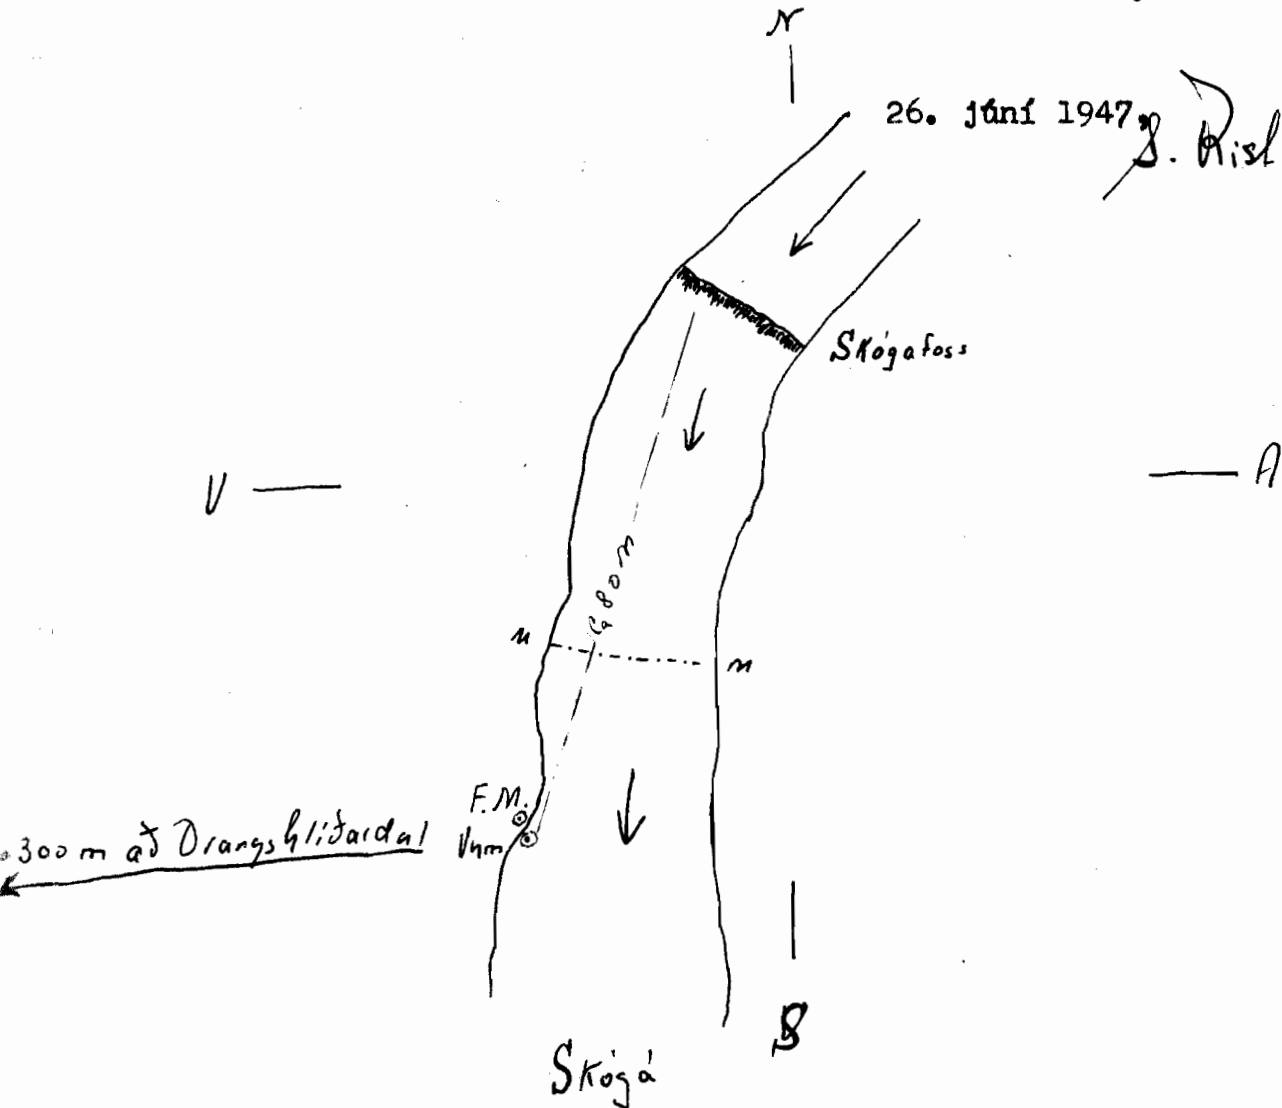 N
26. júní 1947.
S. Rist
Skógafoss
V
A
Ca 80 m
m
m
F.M.
Vhm
300 m að Drangshlíðardal
S
Skógá